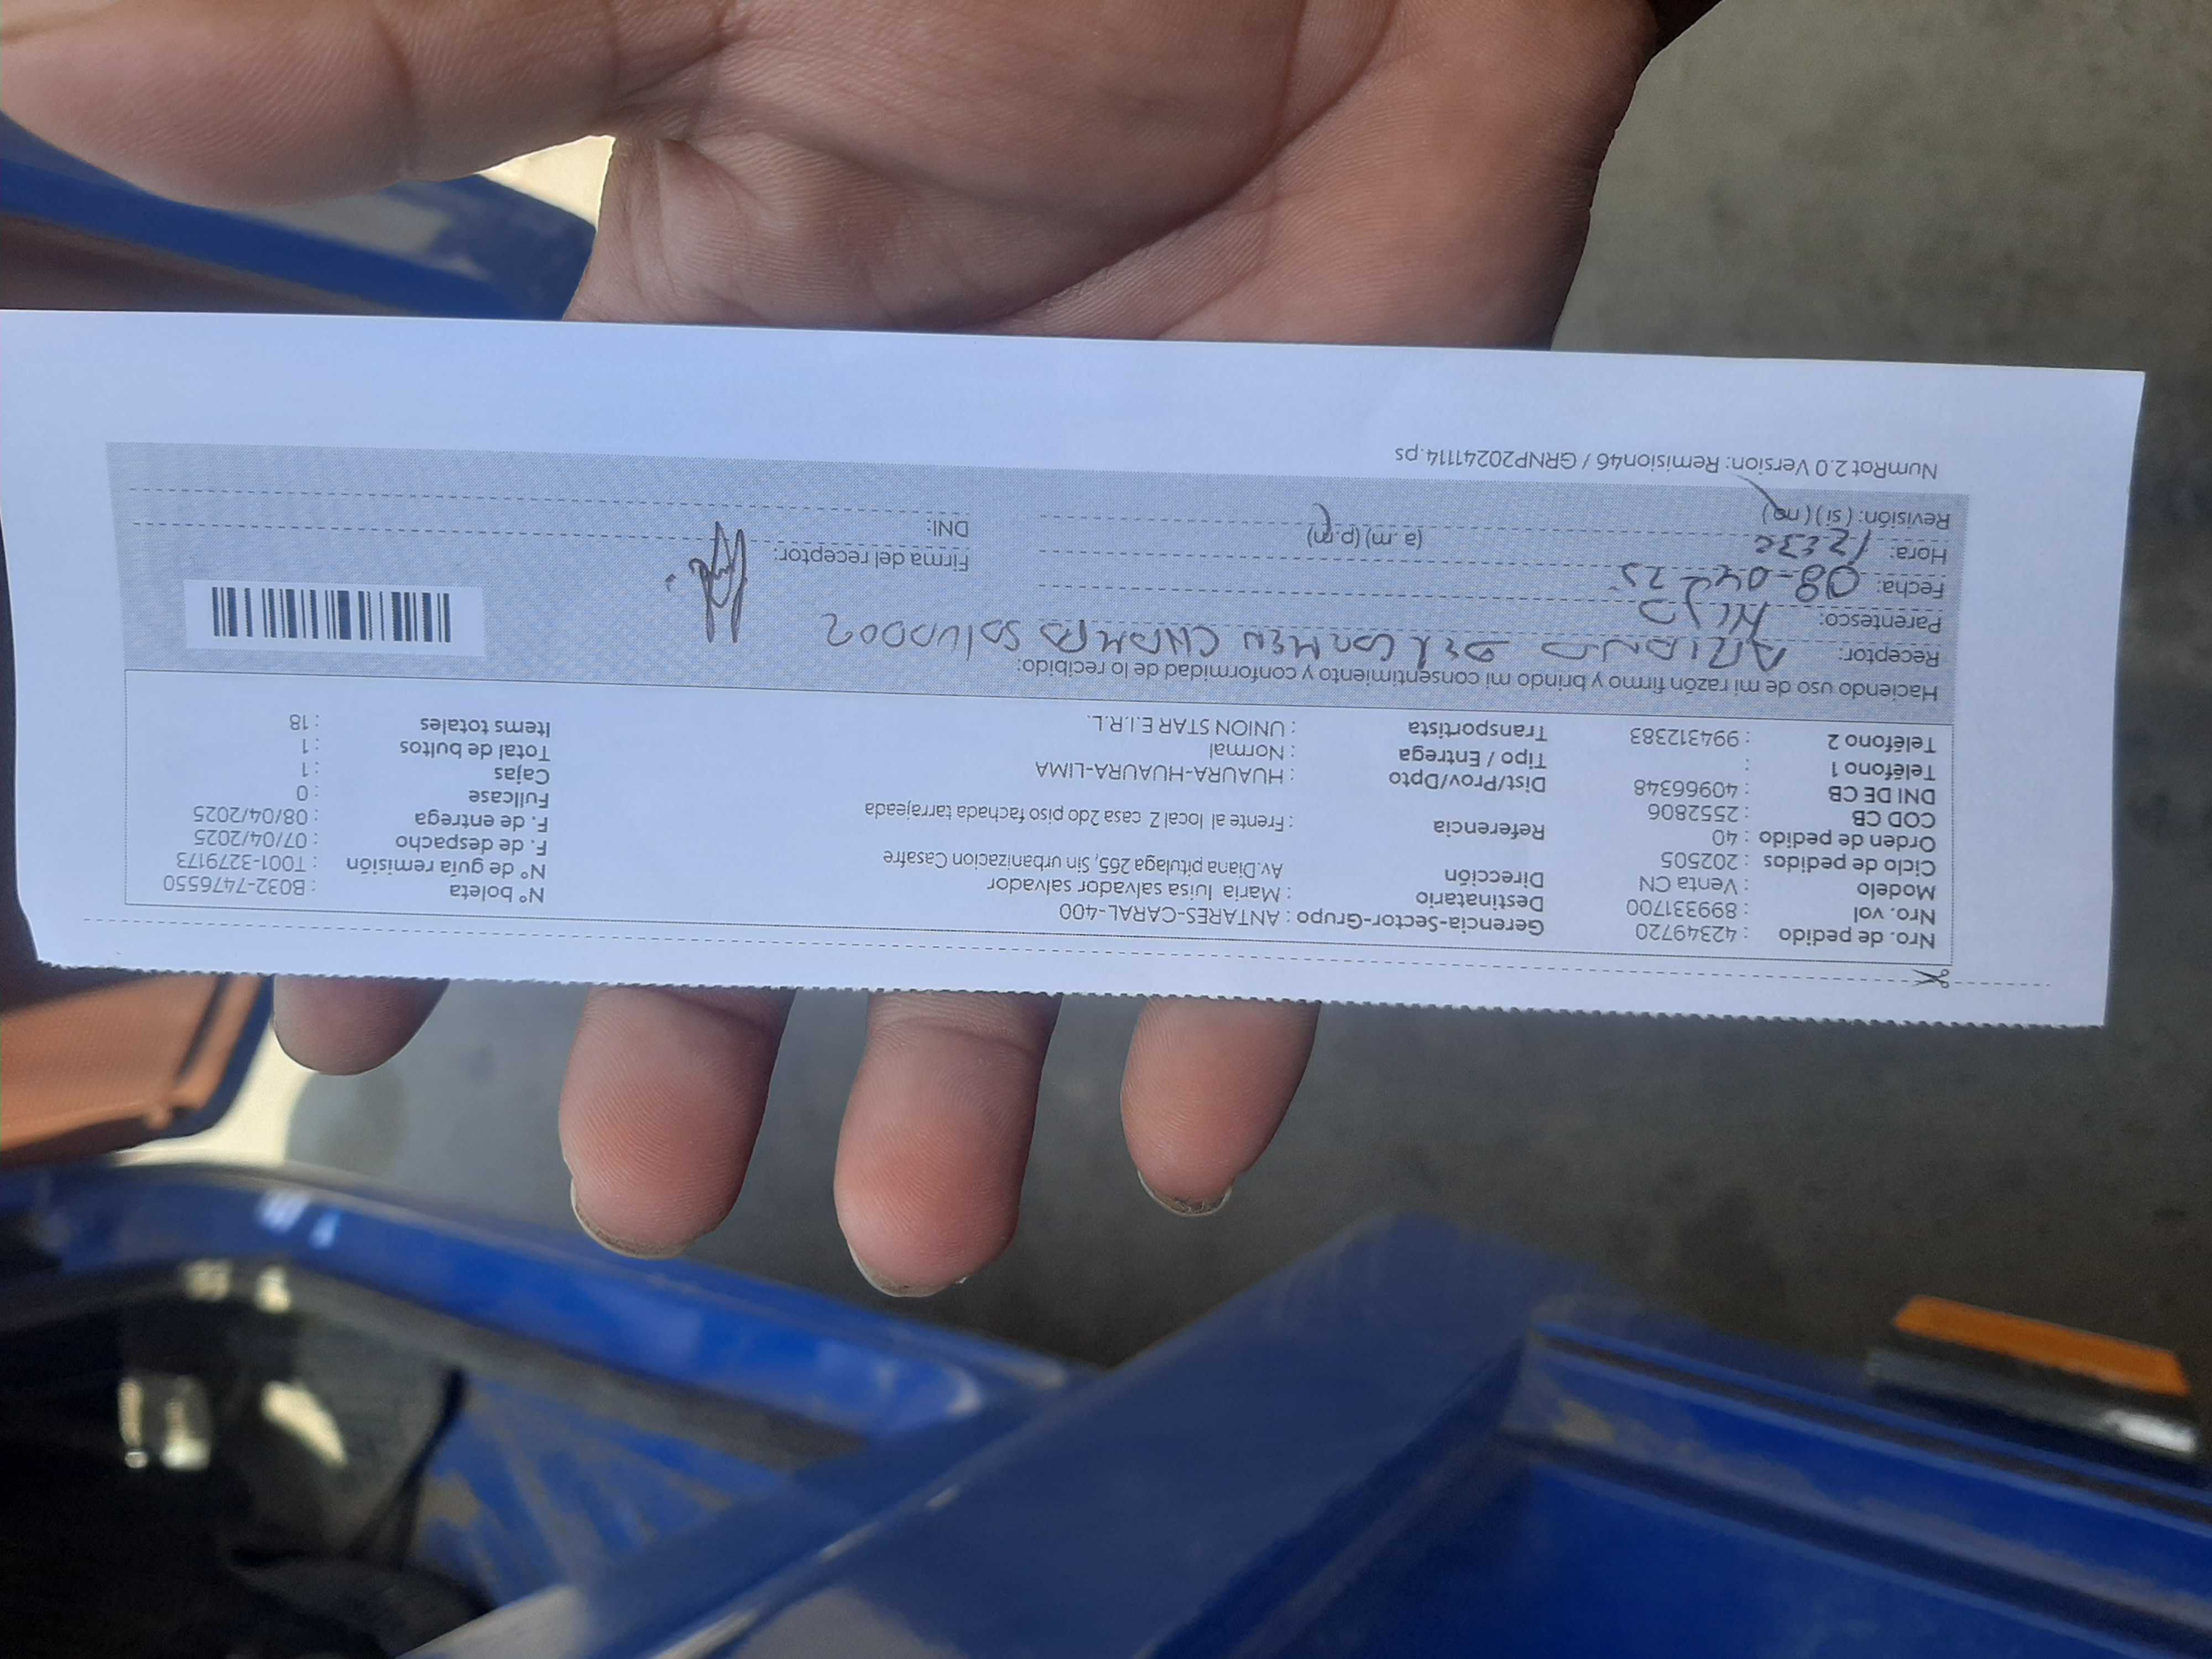 Nro. de pedido : 42349720 Gerencia-Sector-Grupo : ANTARES-CARAL-400 N° boleta : B032-7476550
Nro. vol : 899331700 Destinatario : Maria luisa salvador salvador N° de guía remisión : T001-3279173
Modelo : Venta CN Dirección Av.Diana pitulaga 265, Sin urbanizacion Casafre F. de despacho : 07/04/2025
Ciclo de pedidos : 202505 Referencia : Frente al local Z casa 2do piso fachada tarrajeada F. de entrega : 08/04/2025
Orden de pedido : 40 Dist/Prov/Dpto : HUAURA-HUAURA-LIMA Fullcase : 0
COD CB : 2552806 Tipo / Entrega : Normal Cajas : 1
DNI DE CB : 40966348 Transportista : UNION STAR E.I.R.L. Total de bultos : 1
Teléfono 1 : Items totales : 18
Teléfono 2 : 994312383
Haciendo uso de mi razón firmo y brindo mi consentimiento y conformidad de lo recibido:
Receptor: DEL CARMEN SALVADOR
Parentesco:
Fecha: 08-04-25 Firma del receptor:
Hora: (a .m) (p.m) DNI:
Revisión: ( si ) ( no )
NumRot 2.0 Version: Remision46 / GRNP20241114.ps